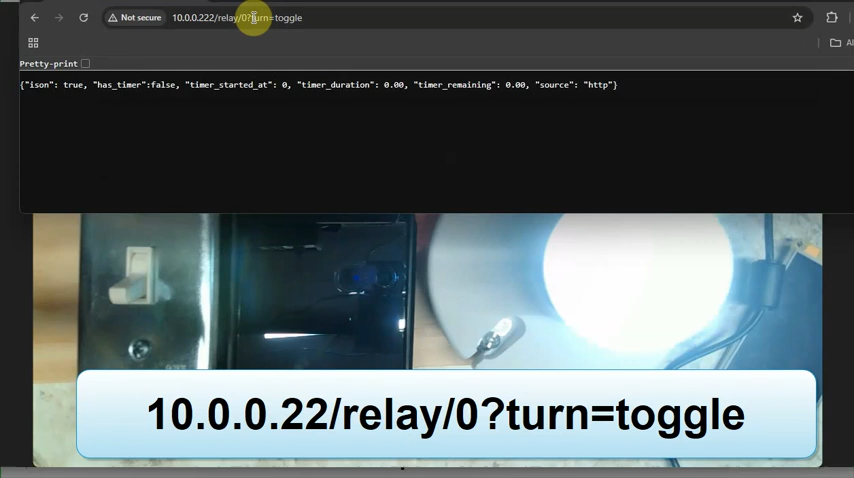 Not secure
10.0.0.222/relay/0?turn=toggle
Pretty-print
{"ison": true, "has_timer":false, "timer_started_at": 0, "timer_duration": 0.00, "timer_remaining": 0.00, "source": "http"}
10.0.0.22/relay/0?turn=toggle